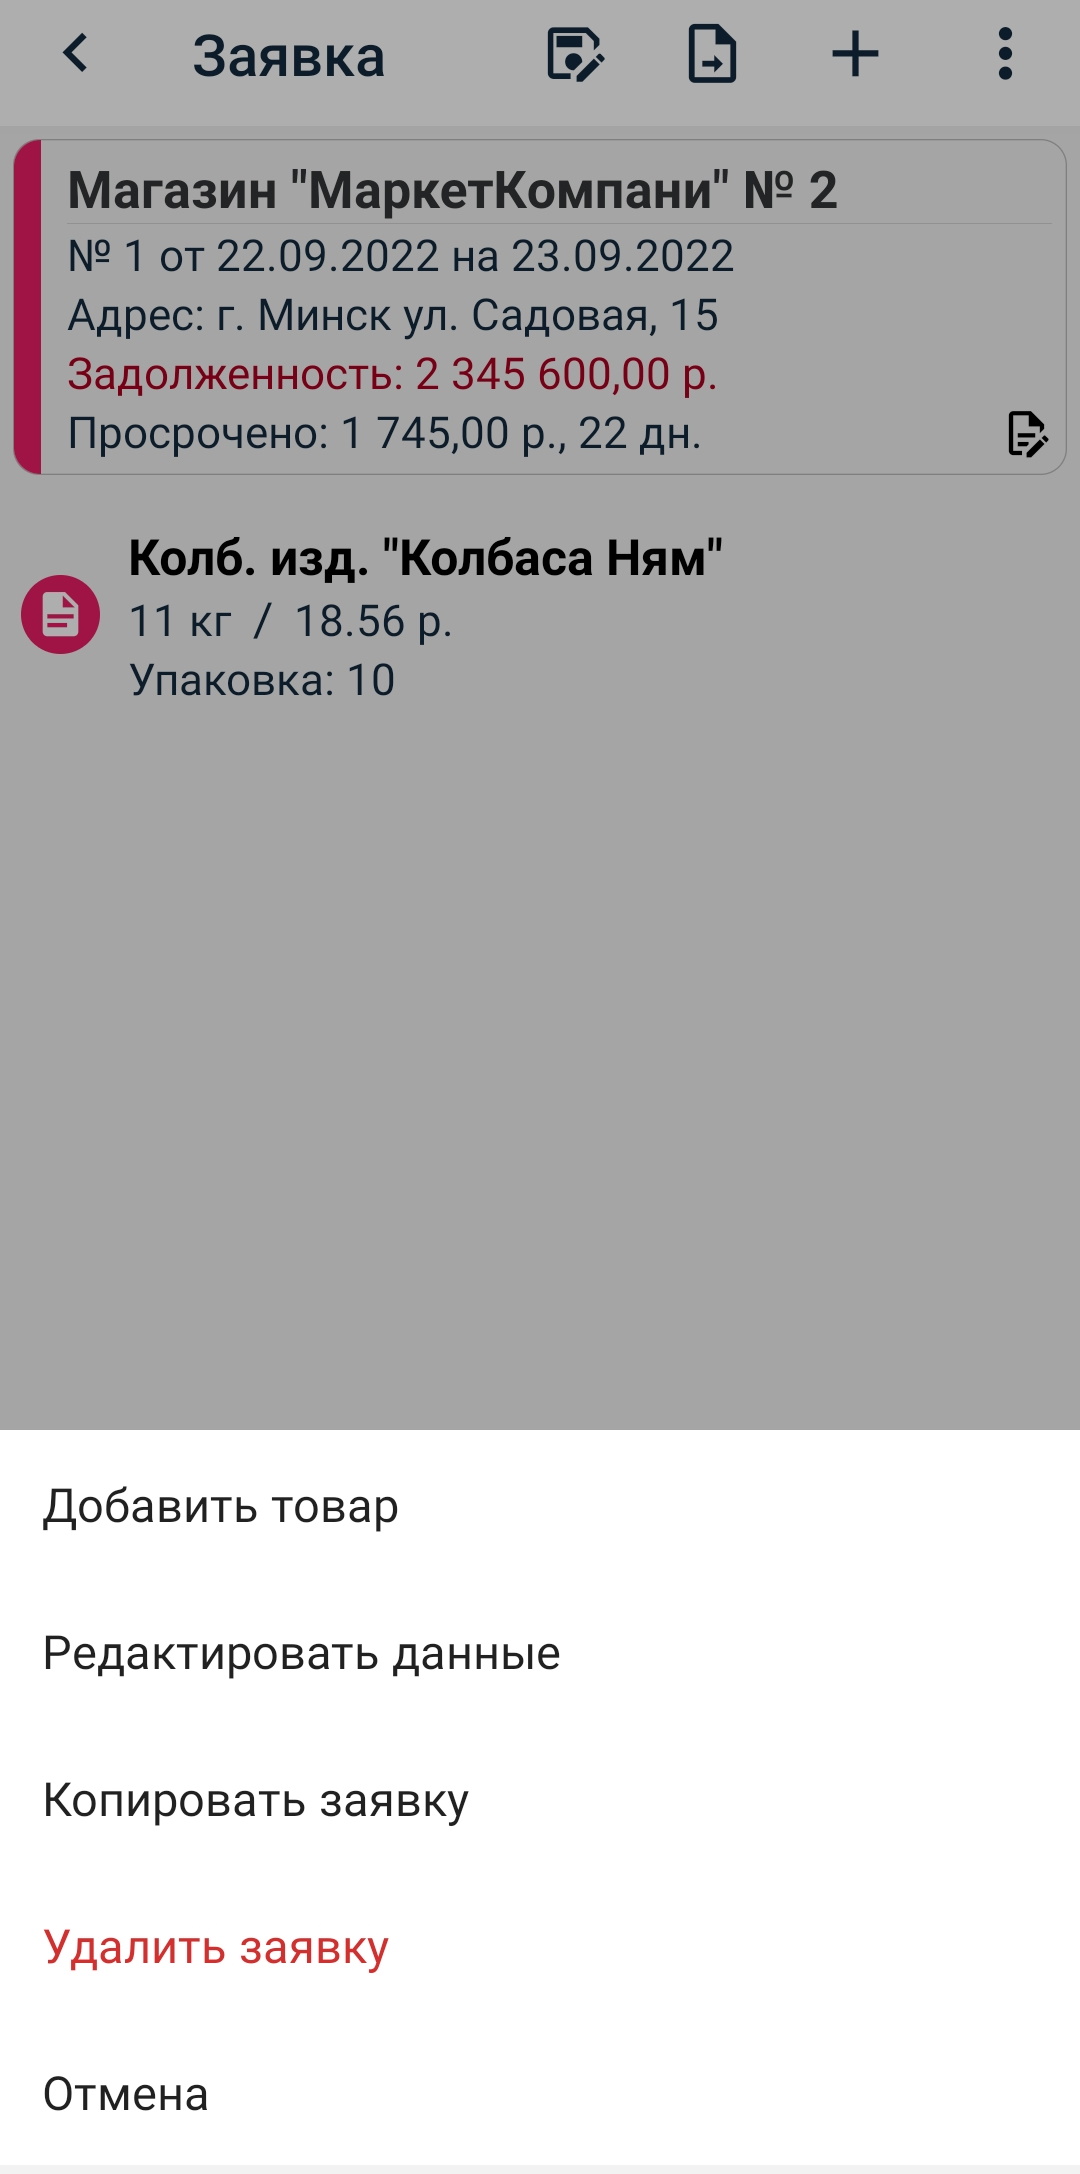 Заявка
Магазин "МаркетКомпани" № 2
№ 1 от 22.09.2022 на 23.09.2022
Адрес: г. Минск ул. Садовая, 15
Задолженность: 2 345 600,00 р.
Просрочено: 1 745,00 р., 22 дн.
Колб. изд. "Колбаса Ням"
11 кг / 18.56 р.
Упаковка: 10
Добавить товар
Редактировать данные
Копировать заявку
Удалить заявку
Отмена